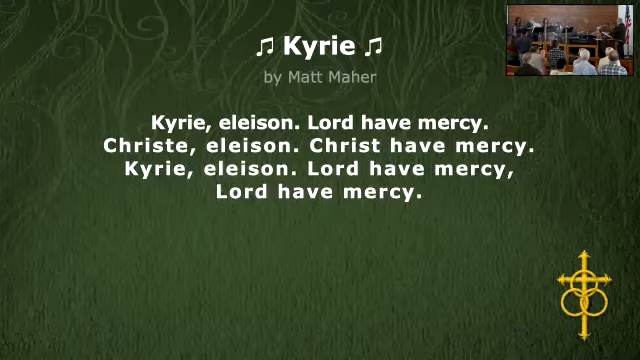 ♫ Kyrie ♫
by Matt Maher
Kyrie, eleison. Lord have mercy.
Christe, eleison. Christ have mercy.
Kyrie, eleison. Lord have mercy,
Lord have mercy.